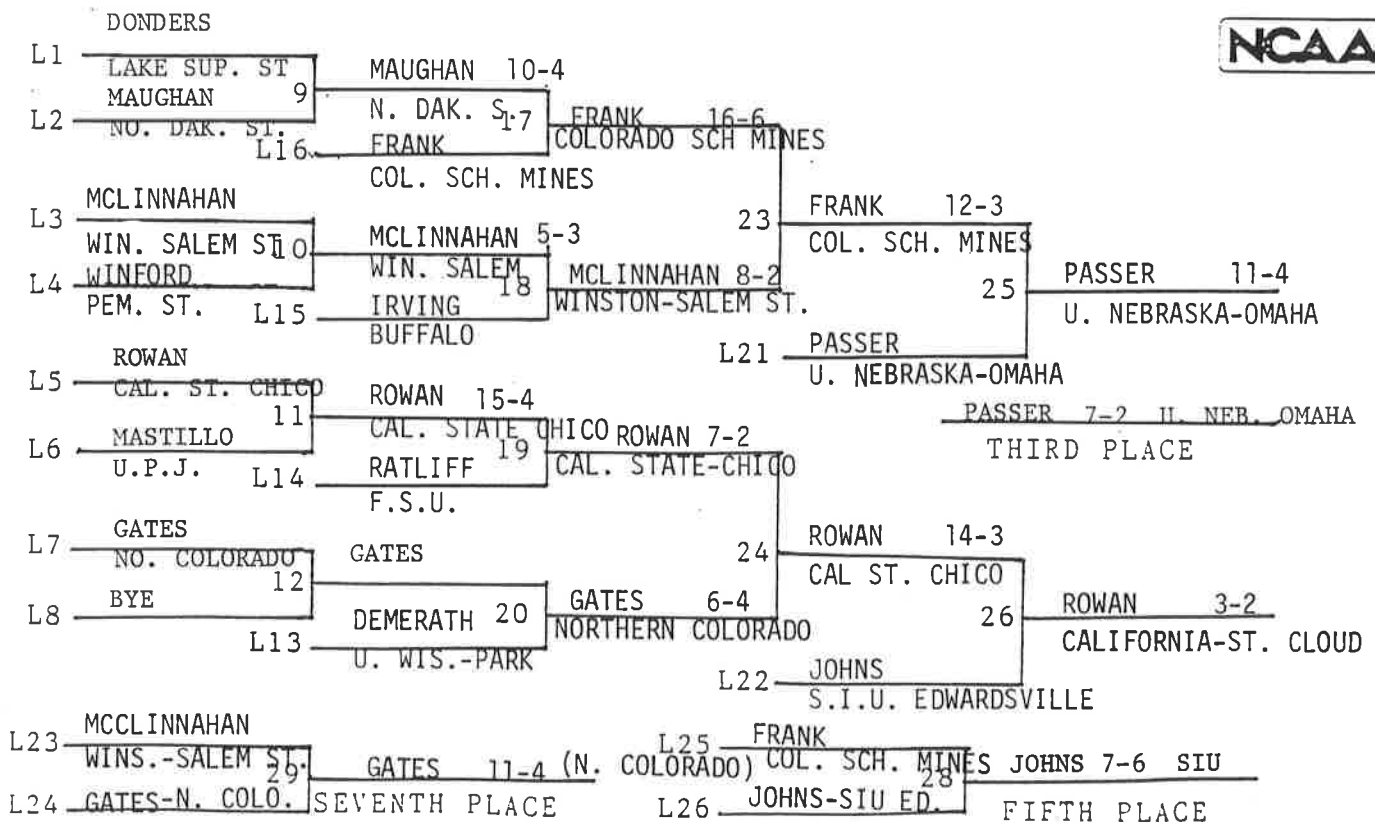 DONDERS
NCAA
L1
LAKE SUP. ST
MAUGHAN 10-4
MAUGHAN
9
N. DAK. S.
L2
NO. DAK. ST.
17
FRANK 16-6
COLORADO SCH MINES
L16
FRANK
COL. SCH. MINES
MCLINNAHAN
L3
WIN. SALEM ST
10
MCLINNAHAN 5-3
23
FRANK 12-3
COL. SCH. MINES
WINFORD
L4
PEM. ST.
WIN. SALEM
18
MCLINNAHAN 8-2
WINSTON-SALEM ST.
25
PASSER 11-4
U. NEBRASKA-OMAHA
L15
IRVING
BUFFALO
L21
PASSER
U. NEBRASKA-OMAHA
ROWAN
L5
CAL. ST. CHICO
11
ROWAN 15-4
CAL. STATE CHICO
PASSER 7-2 U. NEB. OMAHA
THIRD PLACE
L6
MASTILLO
U.P.J.
19
ROWAN 7-2
CAL. STATE-CHICO
L14
RATLIFF
F.S.U.
GATES
L7
NO. COLORADO
12
GATES
24
ROWAN 14-3
CAL ST. CHICO
L8
BYE
DEMERATH
20
GATES 6-4
NORTHERN COLORADO
26
ROWAN 3-2
CALIFORNIA-ST. CLOUD
L13
U. WIS.-PARK
L22
JOHNS
S.I.U. EDWARDSVILLE
MCCLINNAHAN
L23
WINS.-SALEM ST.
29
GATES 11-4 (N. COLORADO)
L24
GATES-N. COLO.
SEVENTH PLACE
L25
FRANK
COL. SCH. MINES
28
JOHNS 7-6 SIU
L26
JOHNS-SIU ED.
FIFTH PLACE